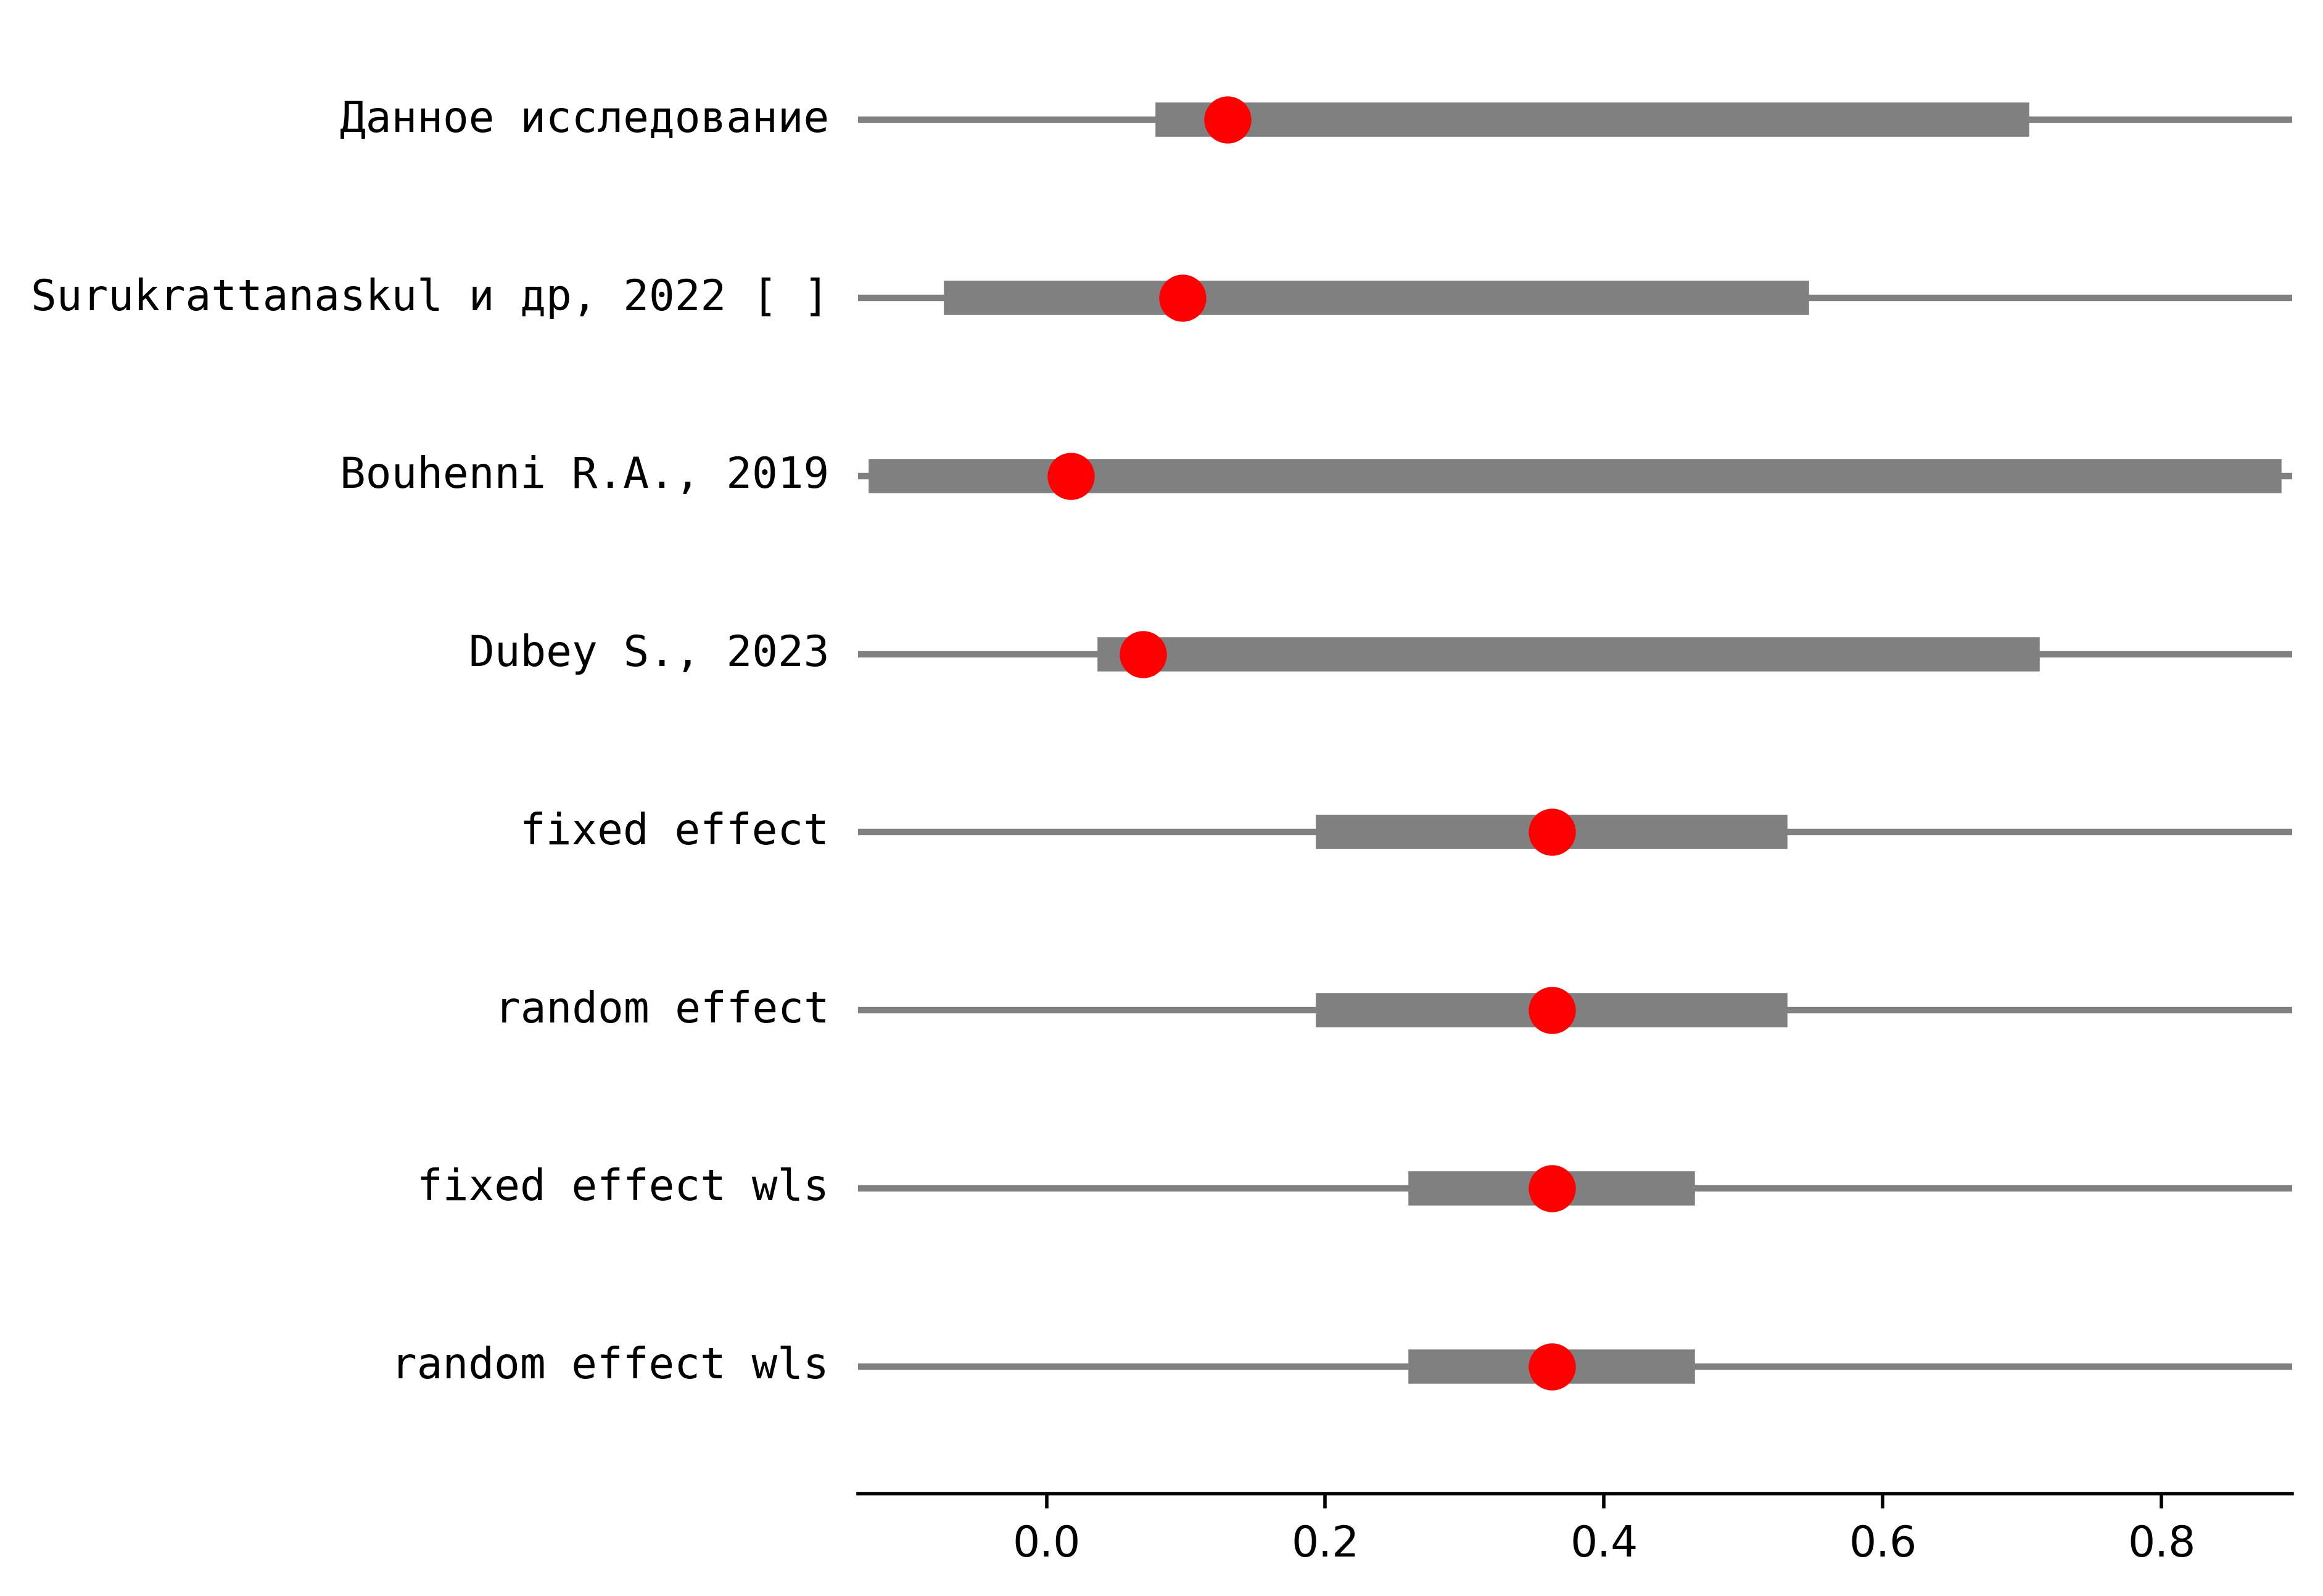 Данное исследование
Surukrattanaskul и др, 2022 [ ]
Bouhenni R.A., 2019
Dubey S., 2023
fixed effect
random effect
fixed effect wls
random effect wls
0.0 0.2 0.4 0.6 0.8